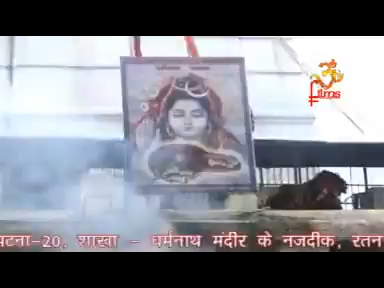 ॐ
films
पटना-20, शाखा - धर्मनाथ मंदिर के नजदीक, रतन